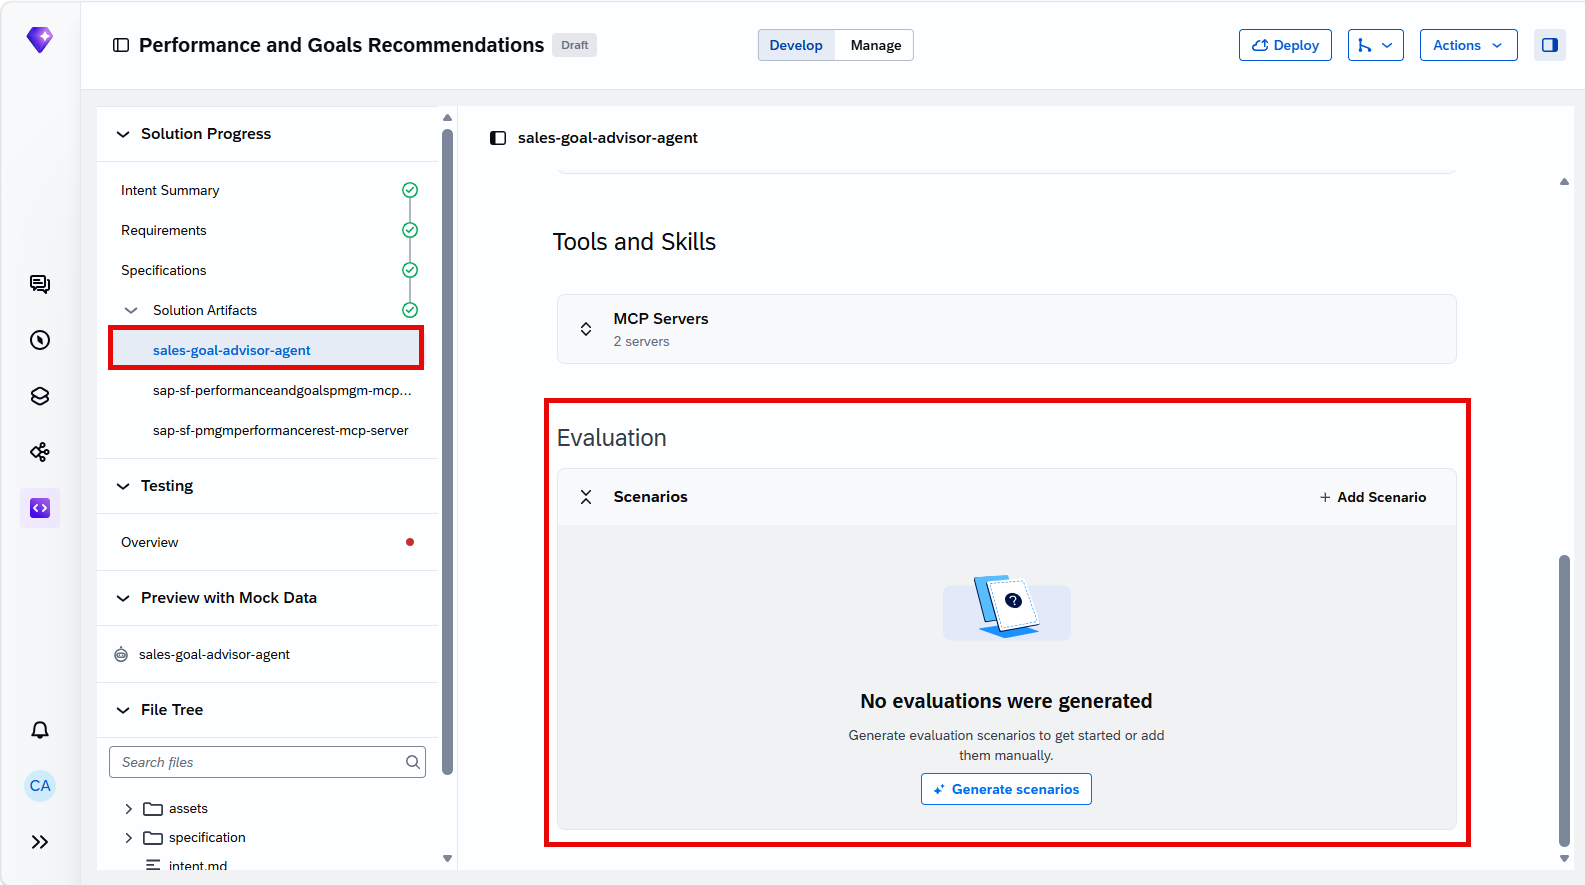 Performance and Goals Recommendations
Draft
Develop
Manage
Deploy
Actions
Solution Progress
Intent Summary
Requirements
Specifications
Solution Artifacts
sales-goal-advisor-agent
sap-sf-performanceandgoalspmgm-mcp...
sap-sf-pmgmperformancerest-mcp-server
Testing
Overview
Preview with Mock Data
sales-goal-advisor-agent
File Tree
Search files
assets
specification
intent.md
CA
sales-goal-advisor-agent
Tools and Skills
MCP Servers
2 servers
Evaluation
Scenarios
+ Add Scenario
?
No evaluations were generated
Generate evaluation scenarios to get started or add
them manually.
Generate scenarios